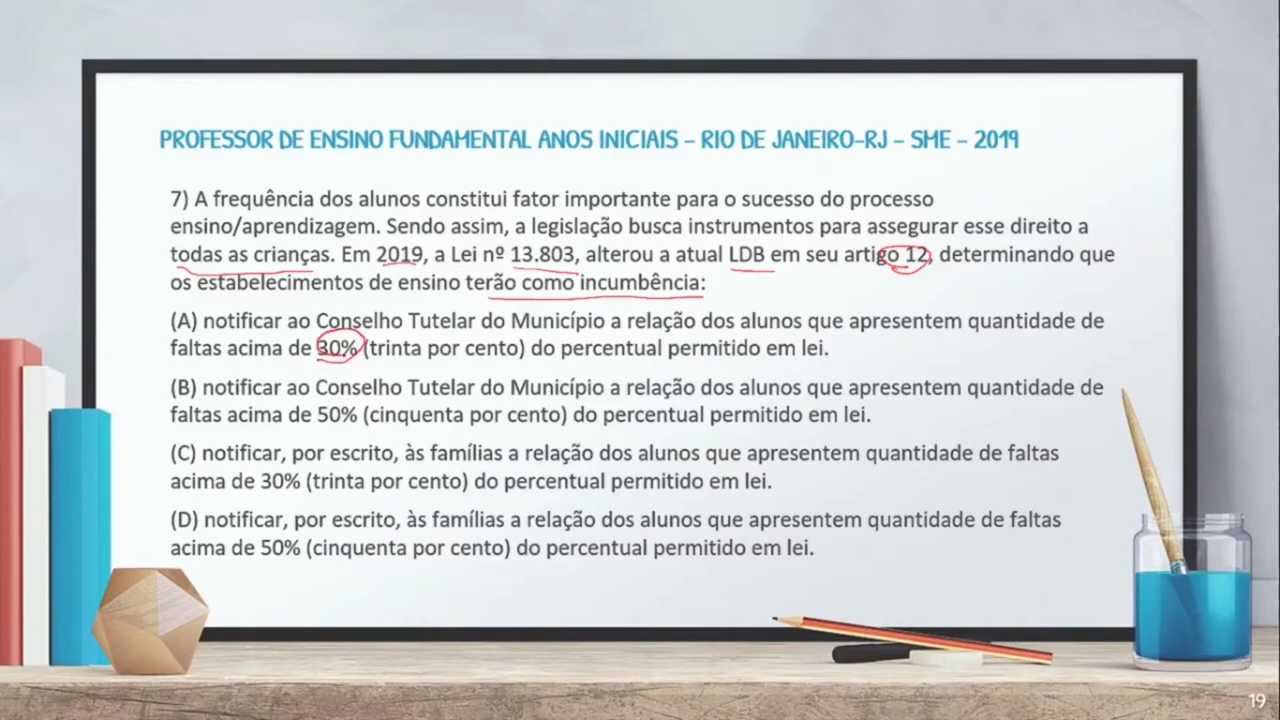 PROFESSOR DE ENSINO FUNDAMENTAL ANOS INICIAIS – RIO DE JANEIRO-RJ – SME – 2019
7) A frequência dos alunos constitui fator importante para o sucesso do processo
ensino/aprendizagem. Sendo assim, a legislação busca instrumentos para assegurar esse direito a
todas as crianças. Em 2019, a Lei nº 13.803, alterou a atual LDB em seu artigo 12, determinando que
os estabelecimentos de ensino terão como incumbência:
(A) notificar ao Conselho Tutelar do Município a relação dos alunos que apresentem quantidade de
faltas acima de 30% (trinta por cento) do percentual permitido em lei.
(B) notificar ao Conselho Tutelar do Município a relação dos alunos que apresentem quantidade de
faltas acima de 50% (cinquenta por cento) do percentual permitido em lei.
(C) notificar, por escrito, às famílias a relação dos alunos que apresentem quantidade de faltas
acima de 30% (trinta por cento) do percentual permitido em lei.
(D) notificar, por escrito, às famílias a relação dos alunos que apresentem quantidade de faltas
acima de 50% (cinquenta por cento) do percentual permitido em lei.
19